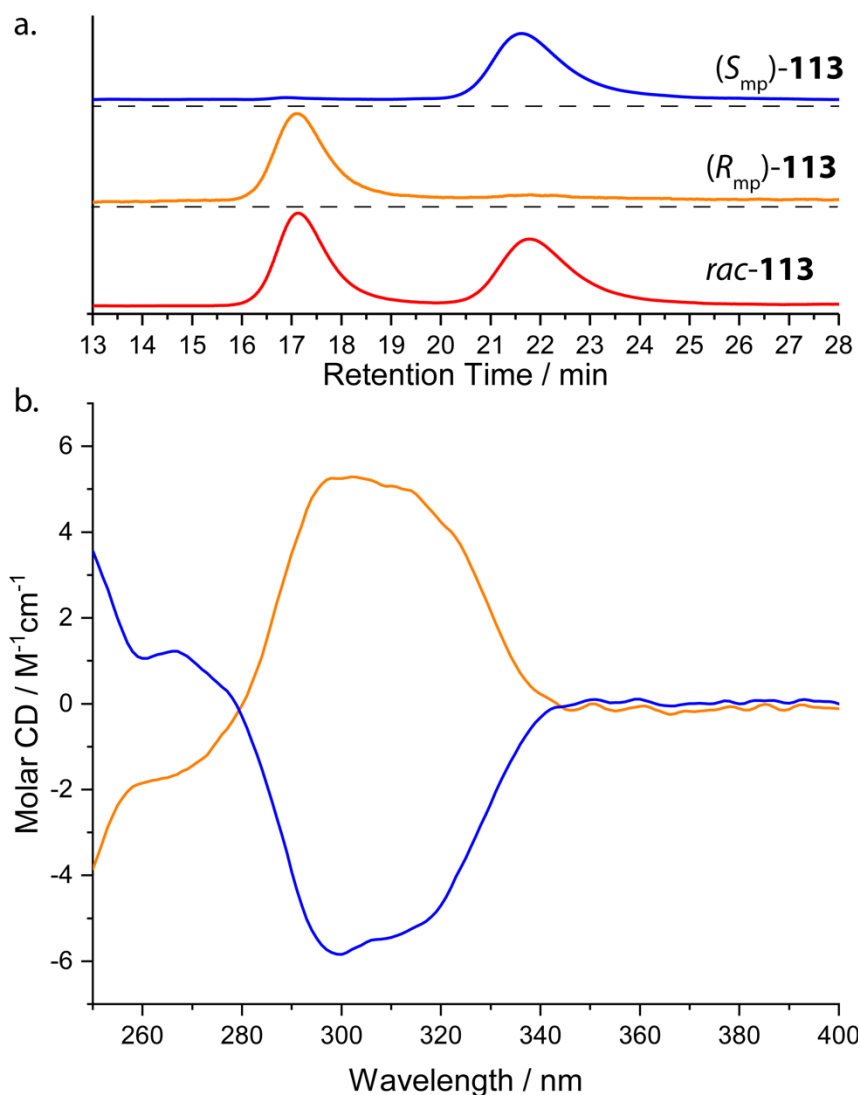 a.
(Smp)-113
(Rmp)-113
rac-113
13 14 15 16 17 18 19 20 21 22 23 24 25 26 27 28
Retention Time / min
b.
6
4
2
0
-2
-4
-6
Molar CD / M-1cm-1
260 280 300 320 340 360 380 400
Wavelength / nm